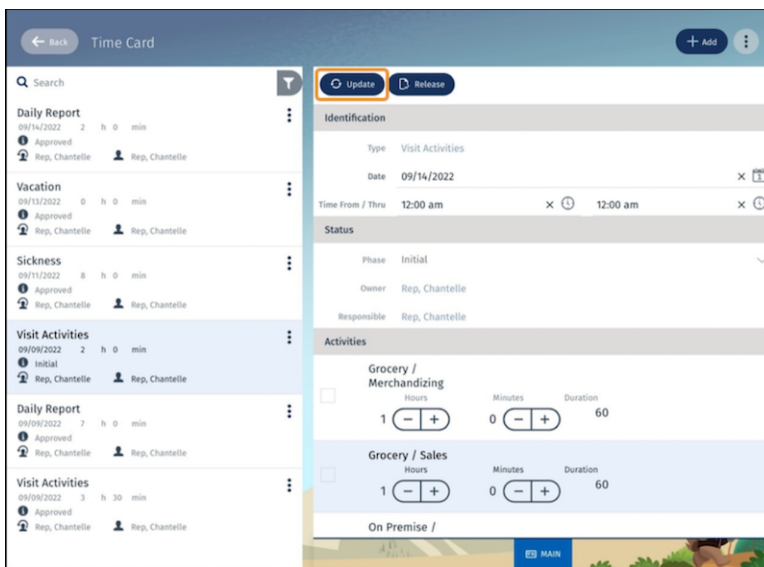 Back
Time Card
Add
Search
Daily Report
09/14/2022 2 h 0 min
Approved
Rep, Chantelle Rep, Chantelle
Vacation
09/13/2022 0 h 0 min
Approved
Rep, Chantelle Rep, Chantelle
Sickness
09/11/2022 8 h 0 min
Approved
Rep, Chantelle Rep, Chantelle
Visit Activities
09/09/2022 2 h 0 min
Initial
Rep, Chantelle Rep, Chantelle
Daily Report
09/09/2022 7 h 0 min
Approved
Rep, Chantelle Rep, Chantelle
Visit Activities
09/09/2022 3 h 30 min
Approved
Rep, Chantelle Rep, Chantelle
Update Release
Identification
Type Visit Activities
Date 09/14/2022
Time From / Thru 12:00 am 12:00 am
Status
Phase Initial
Owner Rep, Chantelle
Responsible Rep, Chantelle
Activities
Grocery /
Merchandizing
Hours Minutes Duration
1 − + 0 − + 60
Grocery / Sales
Hours Minutes Duration
1 − + 0 − + 60
On Premise /
MAIN